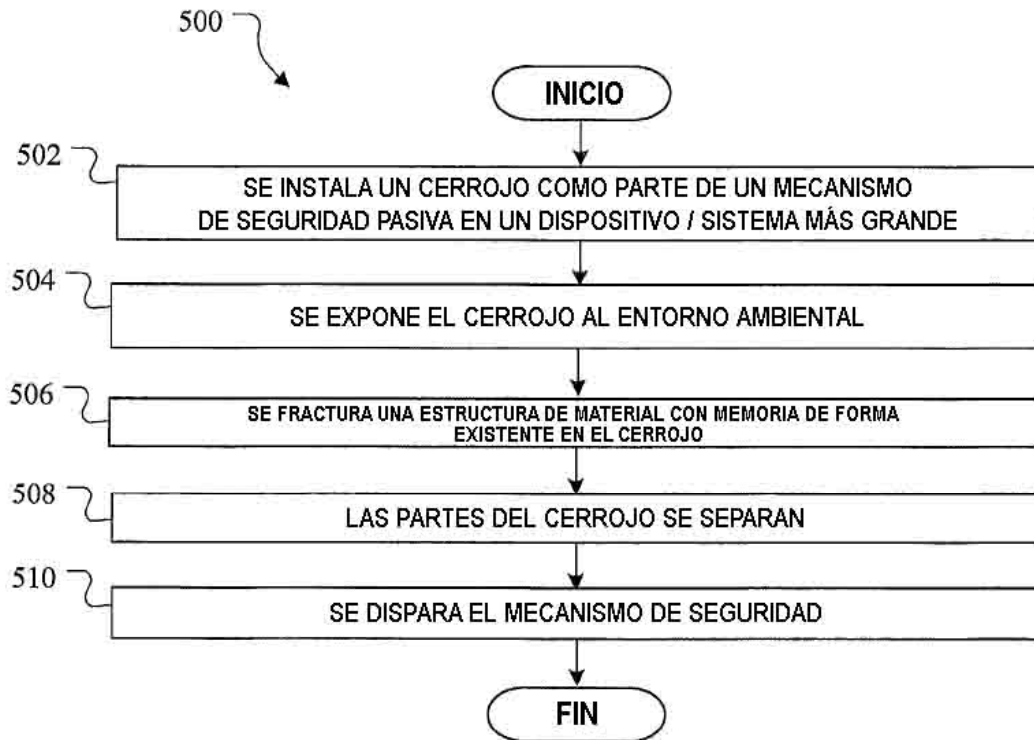 500
INICIO
502
SE INSTALA UN CERROJO COMO PARTE DE UN MECANISMO
DE SEGURIDAD PASIVA EN UN DISPOSITIVO / SISTEMA MÁS GRANDE
504
SE EXPONE EL CERROJO AL ENTORNO AMBIENTAL
506
SE FRACTURA UNA ESTRUCTURA DE MATERIAL CON MEMORIA DE FORMA
EXISTENTE EN EL CERROJO
508
LAS PARTES DEL CERROJO SE SEPARAN
510
SE DISPARA EL MECANISMO DE SEGURIDAD
FIN